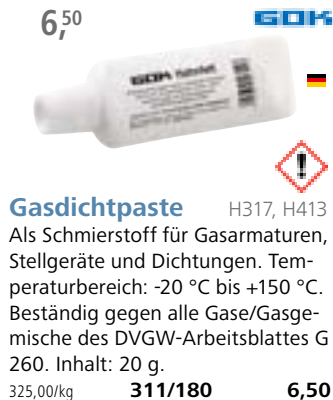 6,50
GOK
GOK Haftefett
Gasdichtpaste H317, H413
Als Schmierstoff für Gasarmaturen,
Stellgeräte und Dichtungen. Tem-
peraturbereich: -20 °C bis +150 °C.
Beständig gegen alle Gase/Gasge-
mische des DVGW-Arbeitsblattes G
260. Inhalt: 20 g.
325,00/kg 311/180 6,50